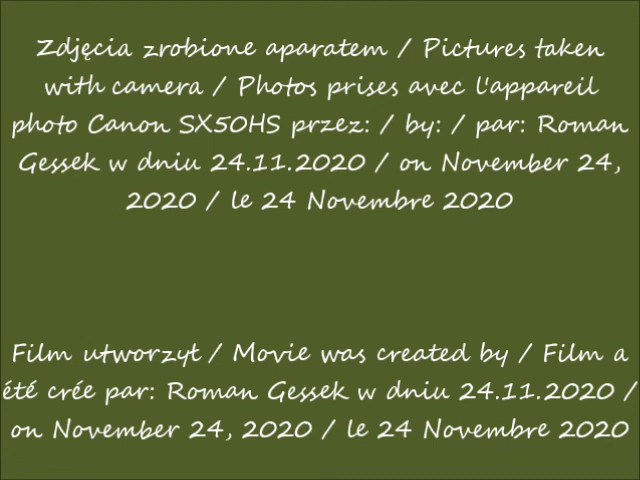 Zdjęcia zrobione aparatem / Pictures taken
with camera / Photos prises avec l'appareil
photo Canon SX50HS przez: / by: / par: Roman
Gessek w dniu 24.11.2020 / on November 24,
2020 / le 24 Novembre 2020
Film utworzył / Movie was created by / Film a
été crée par: Roman Gessek w dniu 24.11.2020 /
on November 24, 2020 / le 24 Novembre 2020